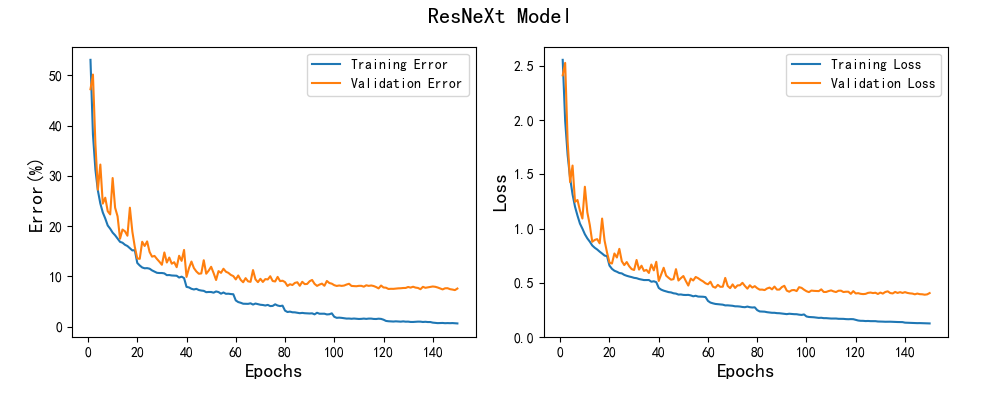 ResNeXt Model
Training Error
Validation Error
Error(%)
50
40
30
20
10
0
0 20 40 60 80 100 120 140
Epochs
Training Loss
Validation Loss
Loss
2.5
2.0
1.5
1.0
0.5
0.0
0 20 40 60 80 100 120 140
Epochs